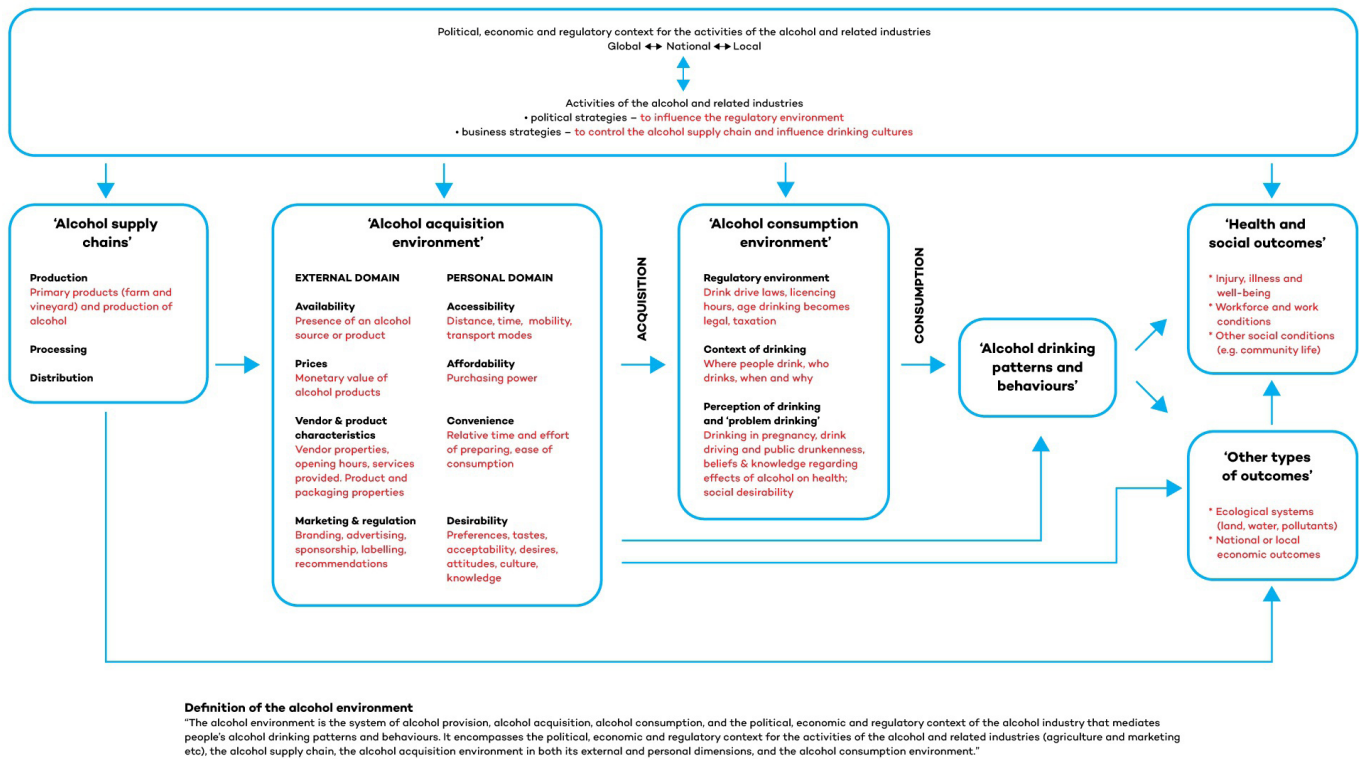 Political, economic and regulatory context for the activities of the alcohol and related industries
Global ↔ National ↔ Local
Activities of the alcohol and related industries
• political strategies – to influence the regulatory environment
• business strategies – to control the alcohol supply chain and influence drinking cultures
‘Alcohol supply
chains’
Production
Primary products (farm and
vineyard) and production of
alcohol
Processing
Distribution
‘Alcohol acquisition
environment’
EXTERNAL DOMAIN
Availability
Presence of an alcohol
source or product
Prices
Monetary value of
alcohol products
Vendor & product
characteristics
Vendor properties,
opening hours, services
provided. Product and
packaging properties
Marketing & regulation
Branding, advertising,
sponsorship, labelling,
recommendations
PERSONAL DOMAIN
Accessibility
Distance, time, mobility,
transport modes
Affordability
Purchasing power
Convenience
Relative time and effort
of preparing, ease of
consumption
Desirability
Preferences, tastes,
acceptability, desires,
attitudes, culture,
knowledge
ACQUISITION
‘Alcohol consumption
environment’
Regulatory environment
Drink drive laws, licencing
hours, age drinking becomes
legal, taxation
Context of drinking
Where people drink, who
drinks, when and why
Perception of drinking
and ‘problem drinking’
Drinking in pregnancy, drink
driving and public drunkenness,
beliefs & knowledge regarding
effects of alcohol on health;
social desirability
CONSUMPTION
‘Alcohol drinking
patterns and
behaviours’
‘Health and
social outcomes’
* Injury, illness and
well-being
* Workforce and work
conditions
* Other social conditions
(e.g. community life)
‘Other types
of outcomes’
* Ecological systems
(land, water, pollutants)
* National or local
economic outcomes
Definition of the alcohol environment
“The alcohol environment is the system of alcohol provision, alcohol acquisition, alcohol consumption, and the political, economic and regulatory context of the alcohol industry that mediates
people’s alcohol drinking patterns and behaviours. It encompasses the political, economic and regulatory context for the activities of the alcohol and related industries (agriculture and marketing
etc), the alcohol supply chain, the alcohol acquisition environment in both its external and personal dimensions, and the alcohol consumption environment.”